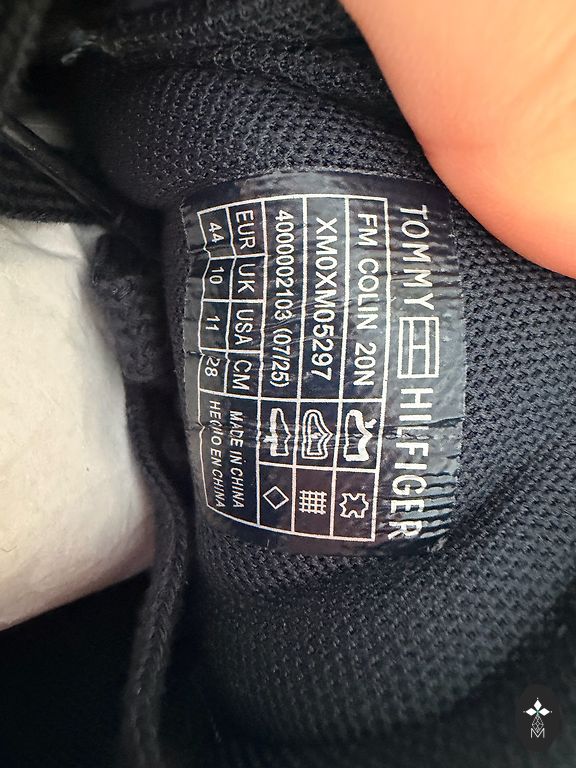 TOMMY HILFIGER
FM COLIN 20N
XM0XM05297
4000002103 (07/25)
EUR UK USA CM
44 10 11 28
MADE IN CHINA
HECHO EN CHINA
M